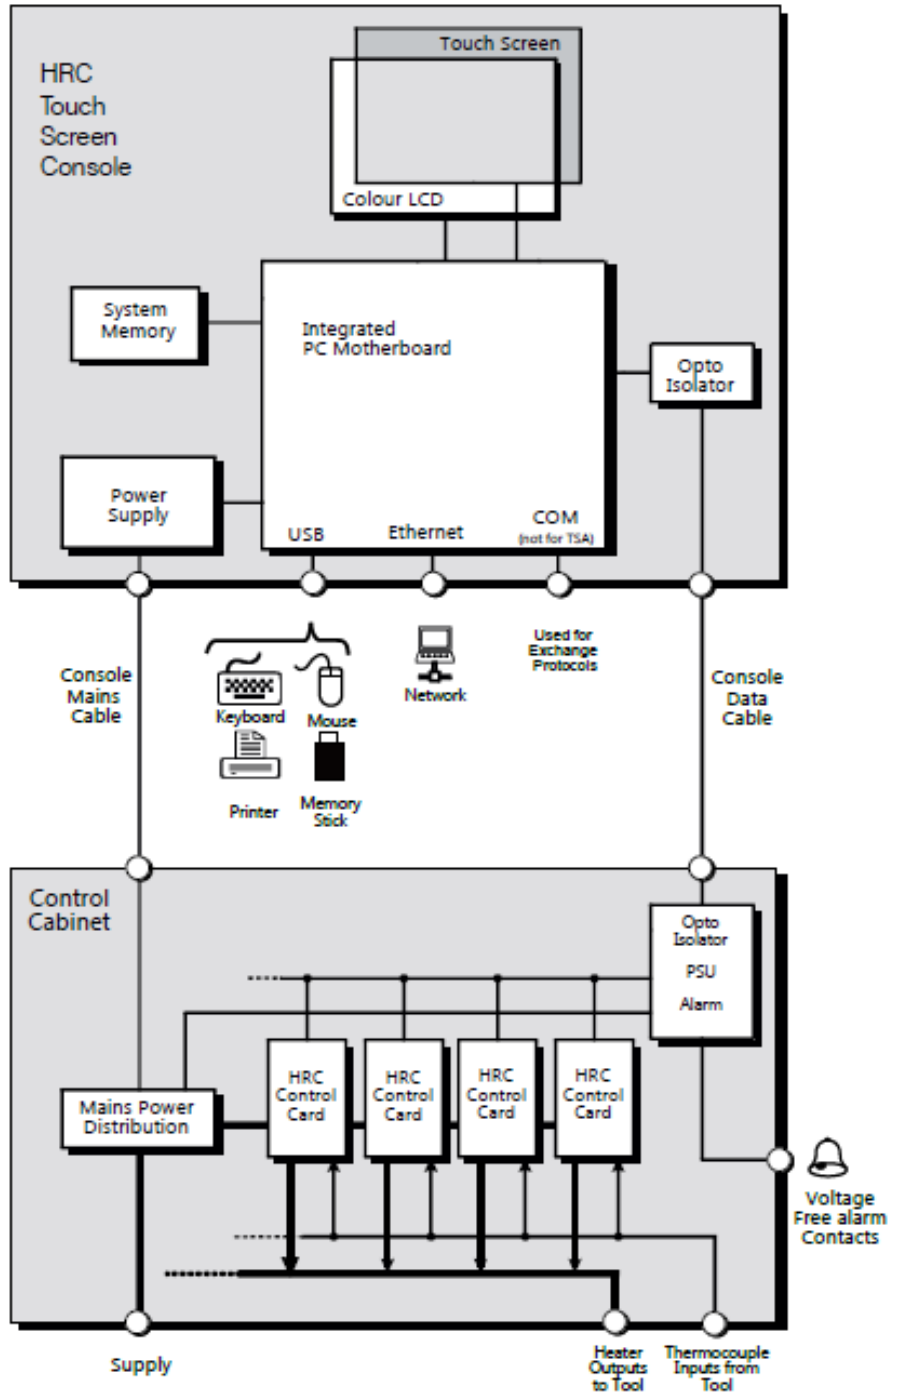 Touch Screen
HRC
Touch
Screen
Console
Colour LCD
System
Memory
Integrated
PC Motherboard
Opto
Isolator
Power
Supply
USB
Ethernet
COM
(not for TSA)
Console
Mains
Cable
Keyboard
Mouse
Printer
Memory
Stick
Network
Used for
Exchange
Protocols
Console
Data
Cable
Control
Cabinet
Opto
Isolator
PSU
Alarm
HRC
Control
Card
HRC
Control
Card
HRC
Control
Card
HRC
Control
Card
Mains Power
Distribution
Voltage
Free alarm
Contacts
Supply
Heater
Outputs
to Tool
Thermocouple
Inputs from
Tool